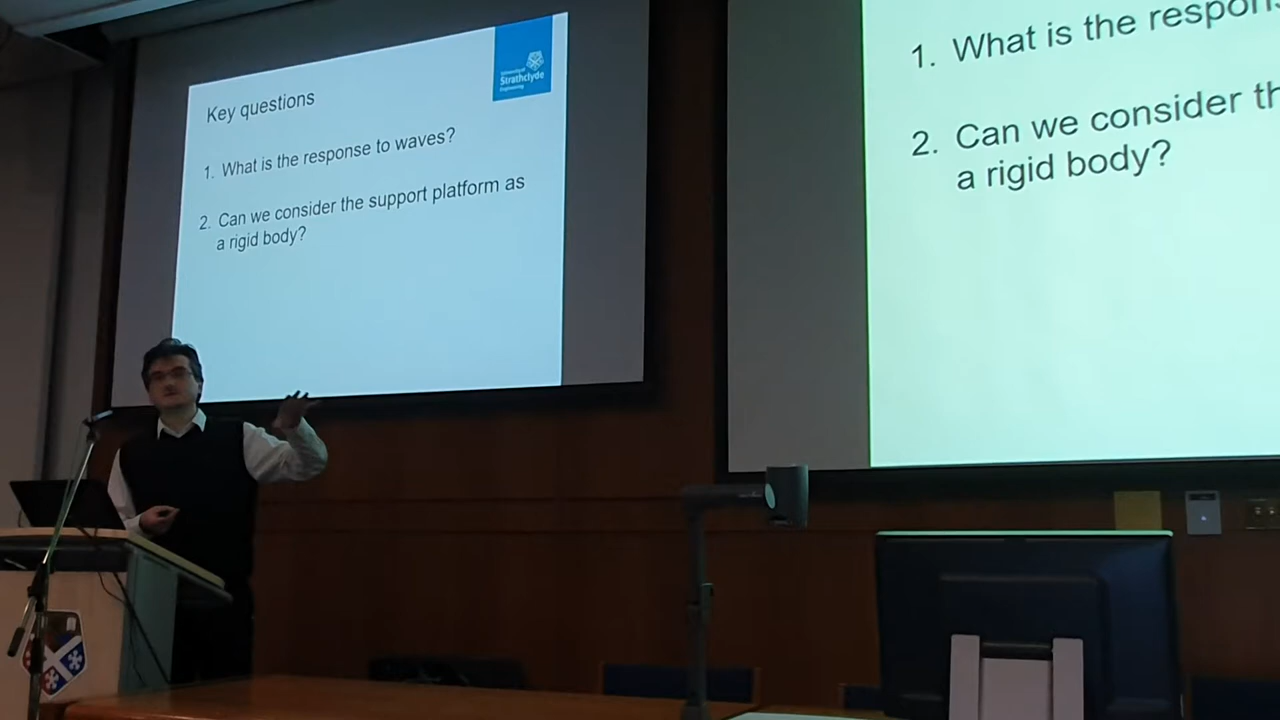 University of
Strathclyde
Engineering
Key questions
1. What is the response to waves?
2. Can we consider the support platform as
a rigid body?
1. What is the respon
2. Can we consider th
a rigid body?